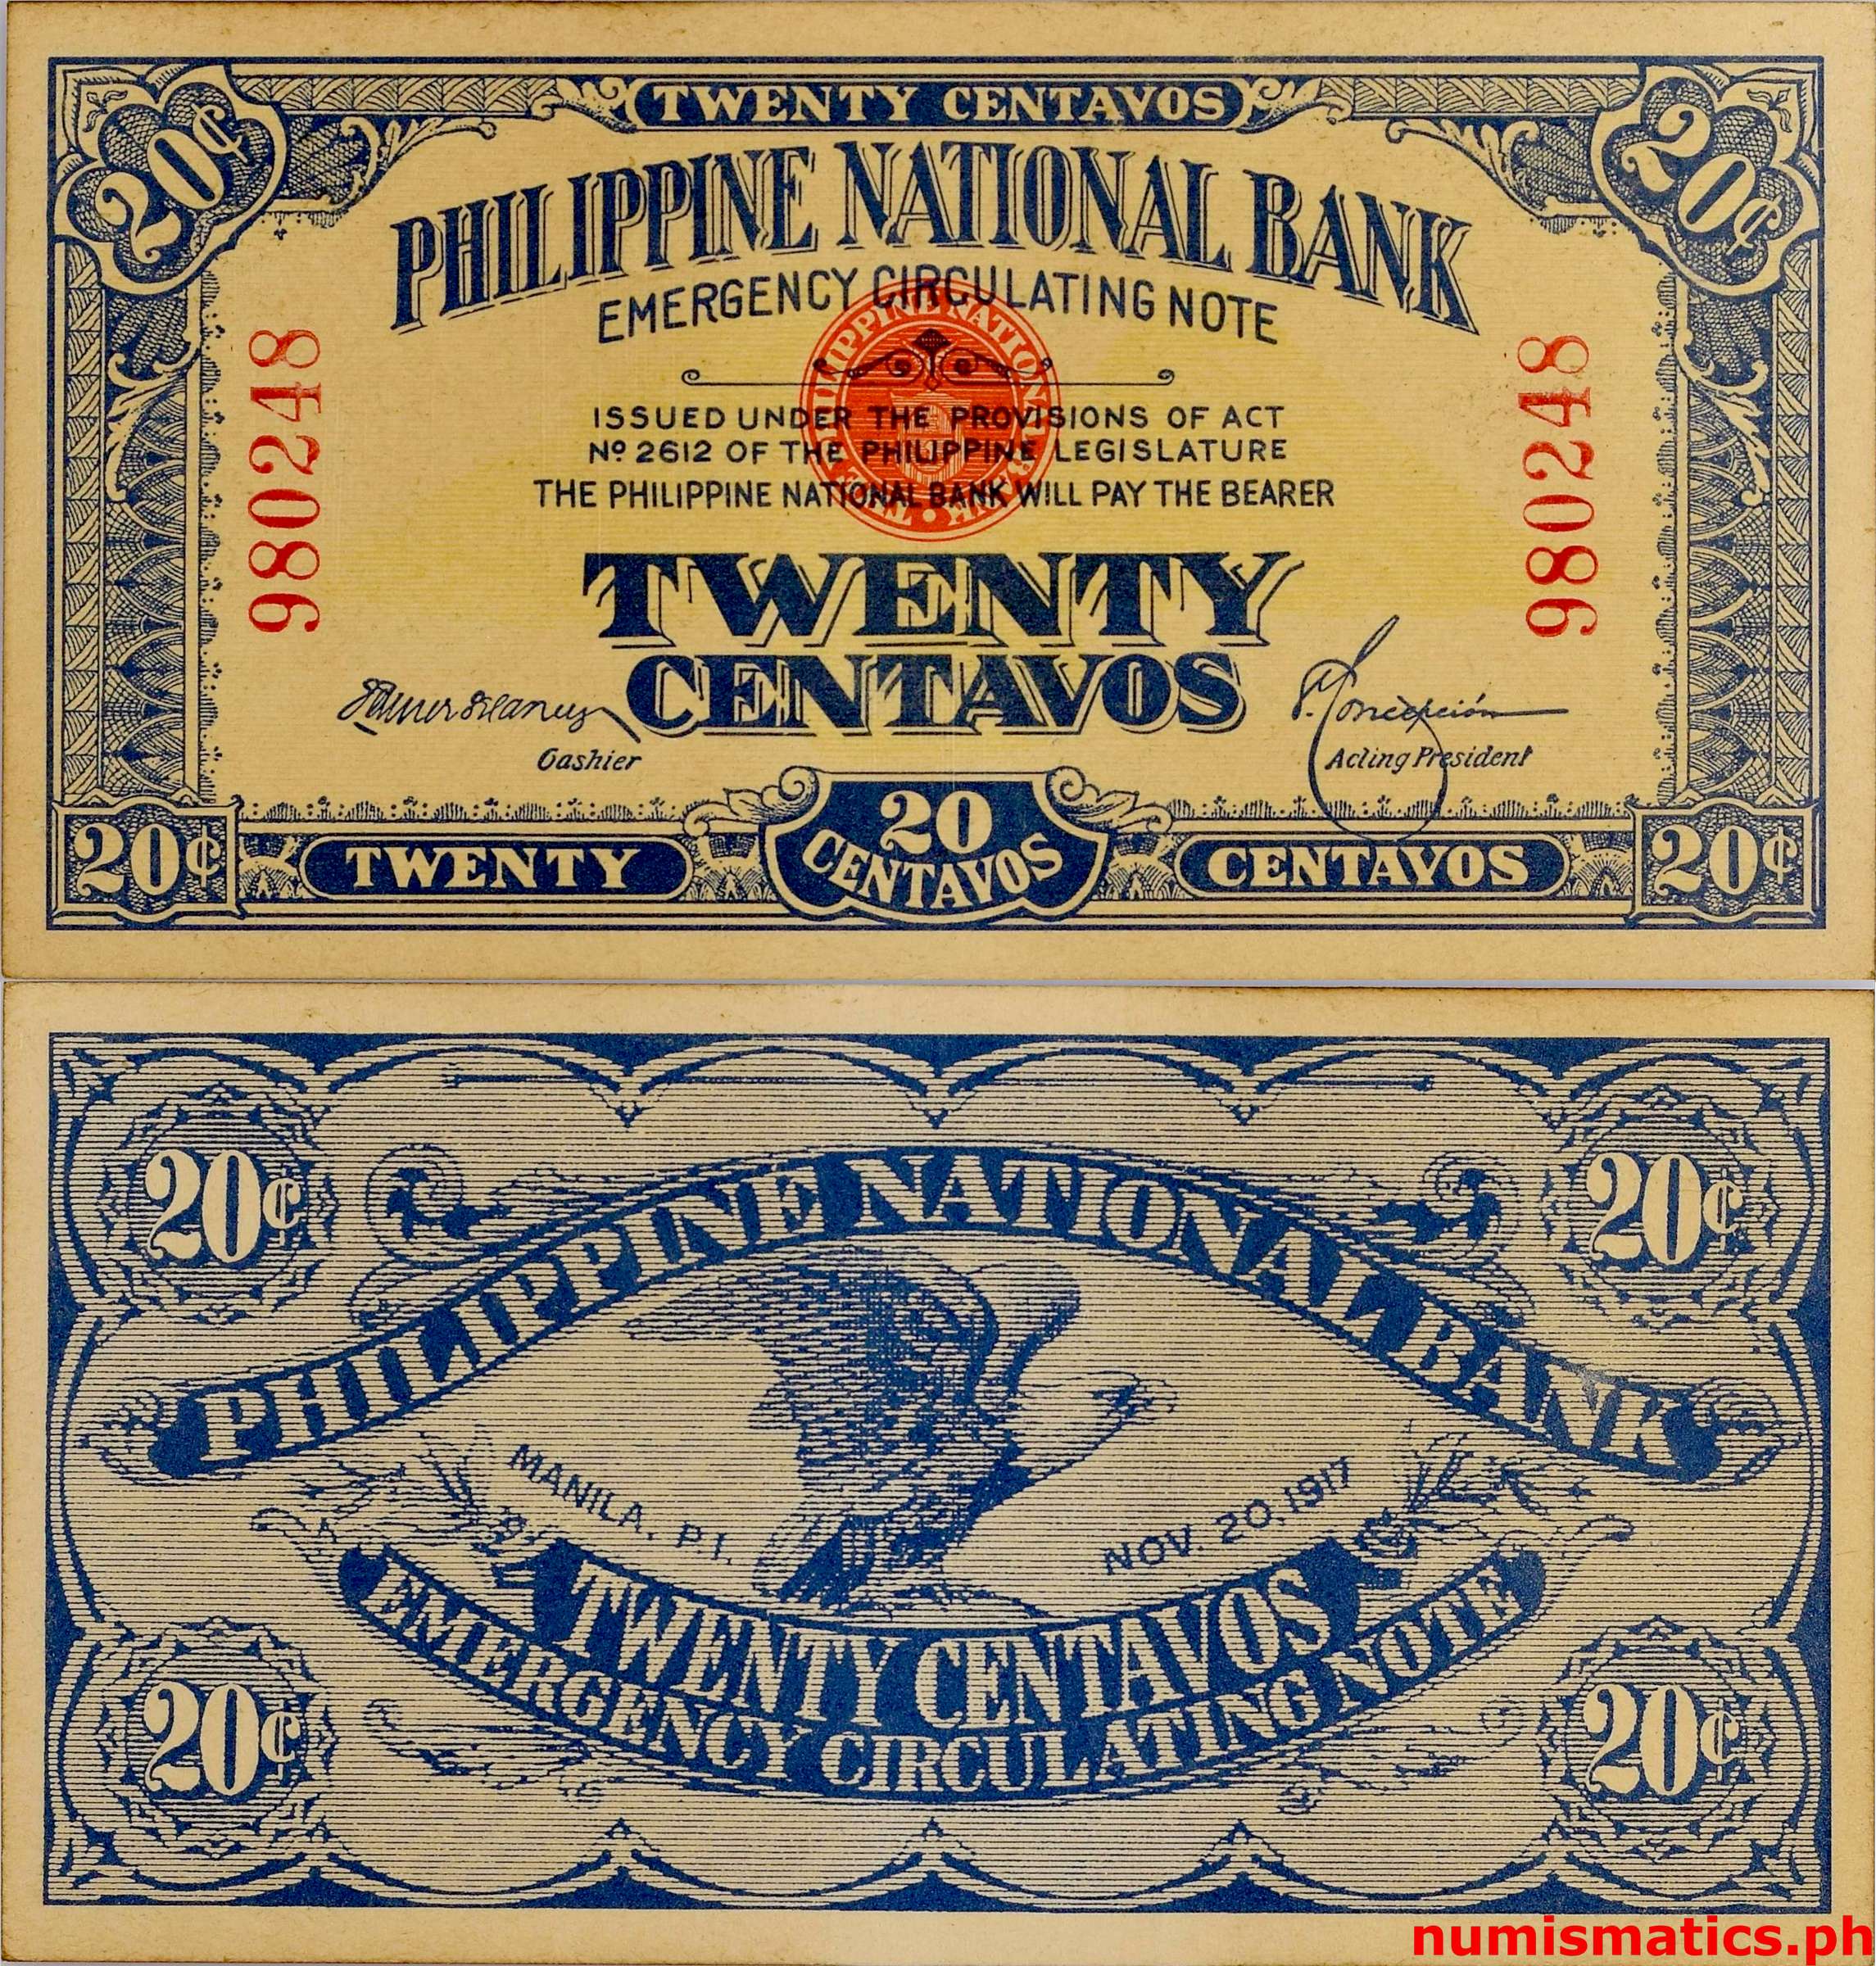 TWENTY CENTAVOS
20¢
20¢
PHILIPPINE NATIONAL BANK
EMERGENCY CIRCULATING NOTE
ISSUED UNDER THE PROVISIONS OF ACT
Nº 2612 OF THE PHILIPPINE LEGISLATURE
THE PHILIPPINE NATIONAL BANK WILL PAY THE BEARER
980248
980248
TWENTY
CENTAVOS
Cashier
V. Concepción
Acting President
20¢
TWENTY
20
CENTAVOS
CENTAVOS
20¢
20¢
20¢
PHILIPPINE NATIONAL BANK
MANILA, P.I.
NOV. 20.1917
TWENTY CENTAVOS
EMERGENCY CIRCULATING NOTE
20¢
20¢
numismatics.ph